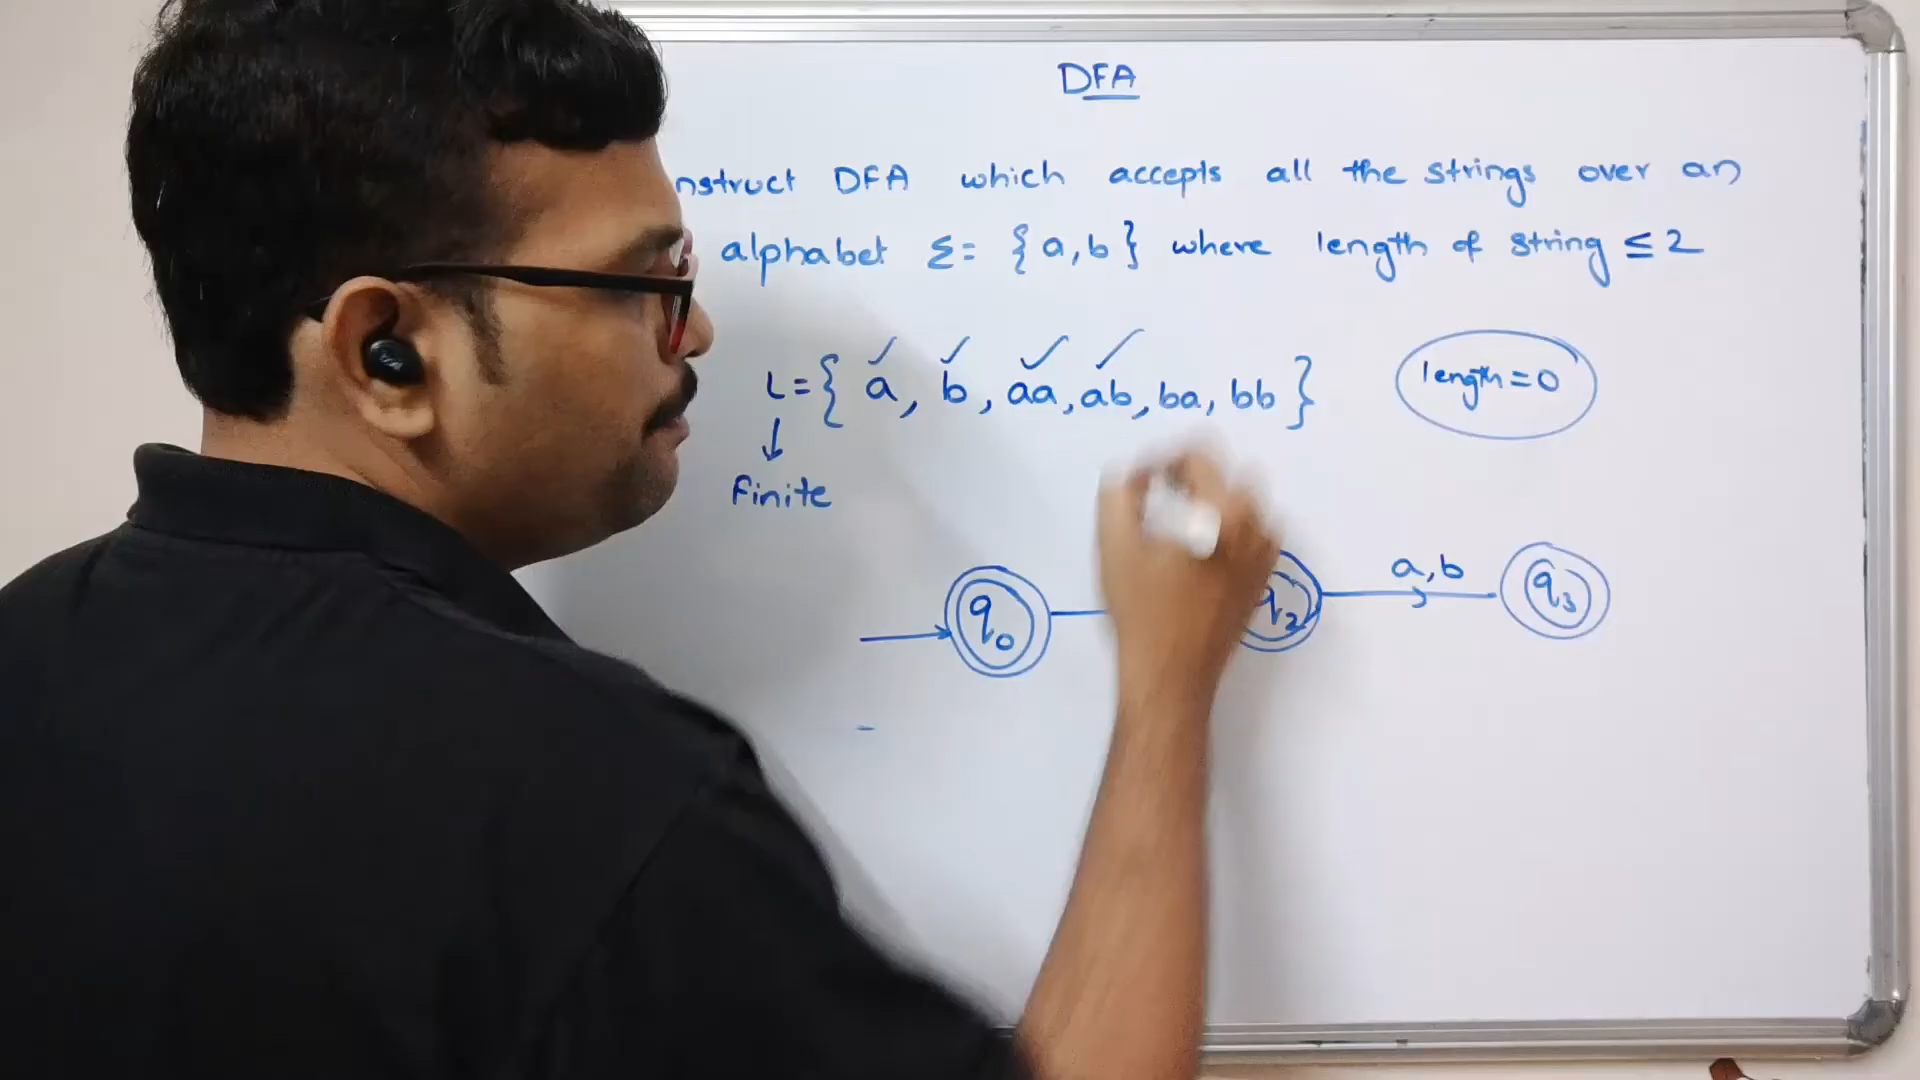 DFA
nstruct DFA which accepts all the strings over an
alphabet Σ= {a,b} where length of string ≤2
L={ a, b, aa, ab, ba, bb }
length=0
Finite
a,b
q0 q2 q3